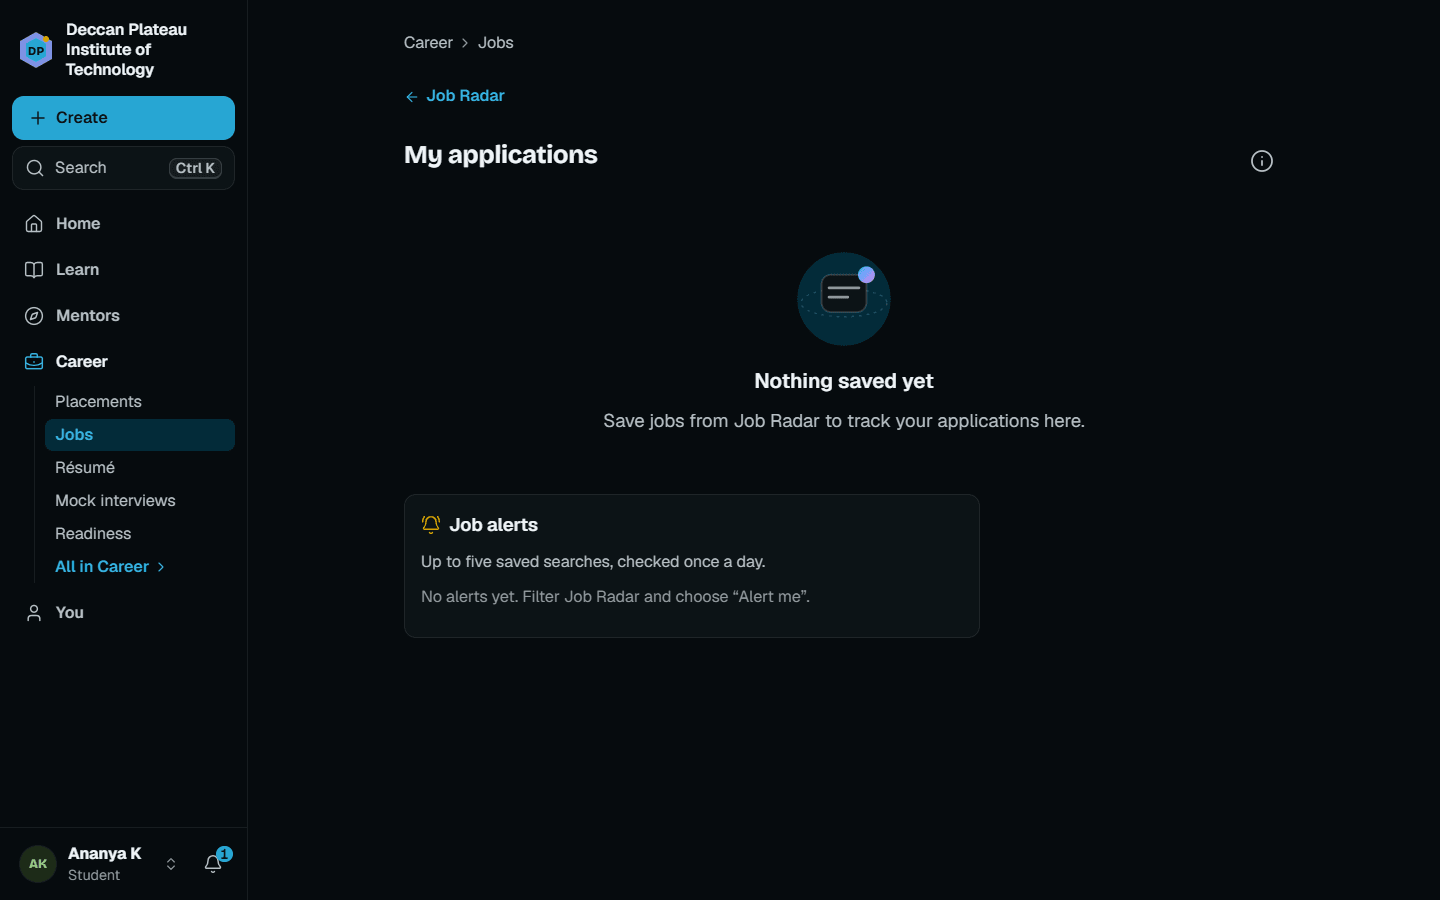 DP
Deccan Plateau
Institute of
Technology
Create
Search Ctrl K
Home
Learn
Mentors
Career
Placements
Jobs
Résumé
Mock interviews
Readiness
All in Career
You
AK
Ananya K
Student
1
Career > Jobs
← Job Radar
My applications
Nothing saved yet
Save jobs from Job Radar to track your applications here.
Job alerts
Up to five saved searches, checked once a day.
No alerts yet. Filter Job Radar and choose “Alert me”.